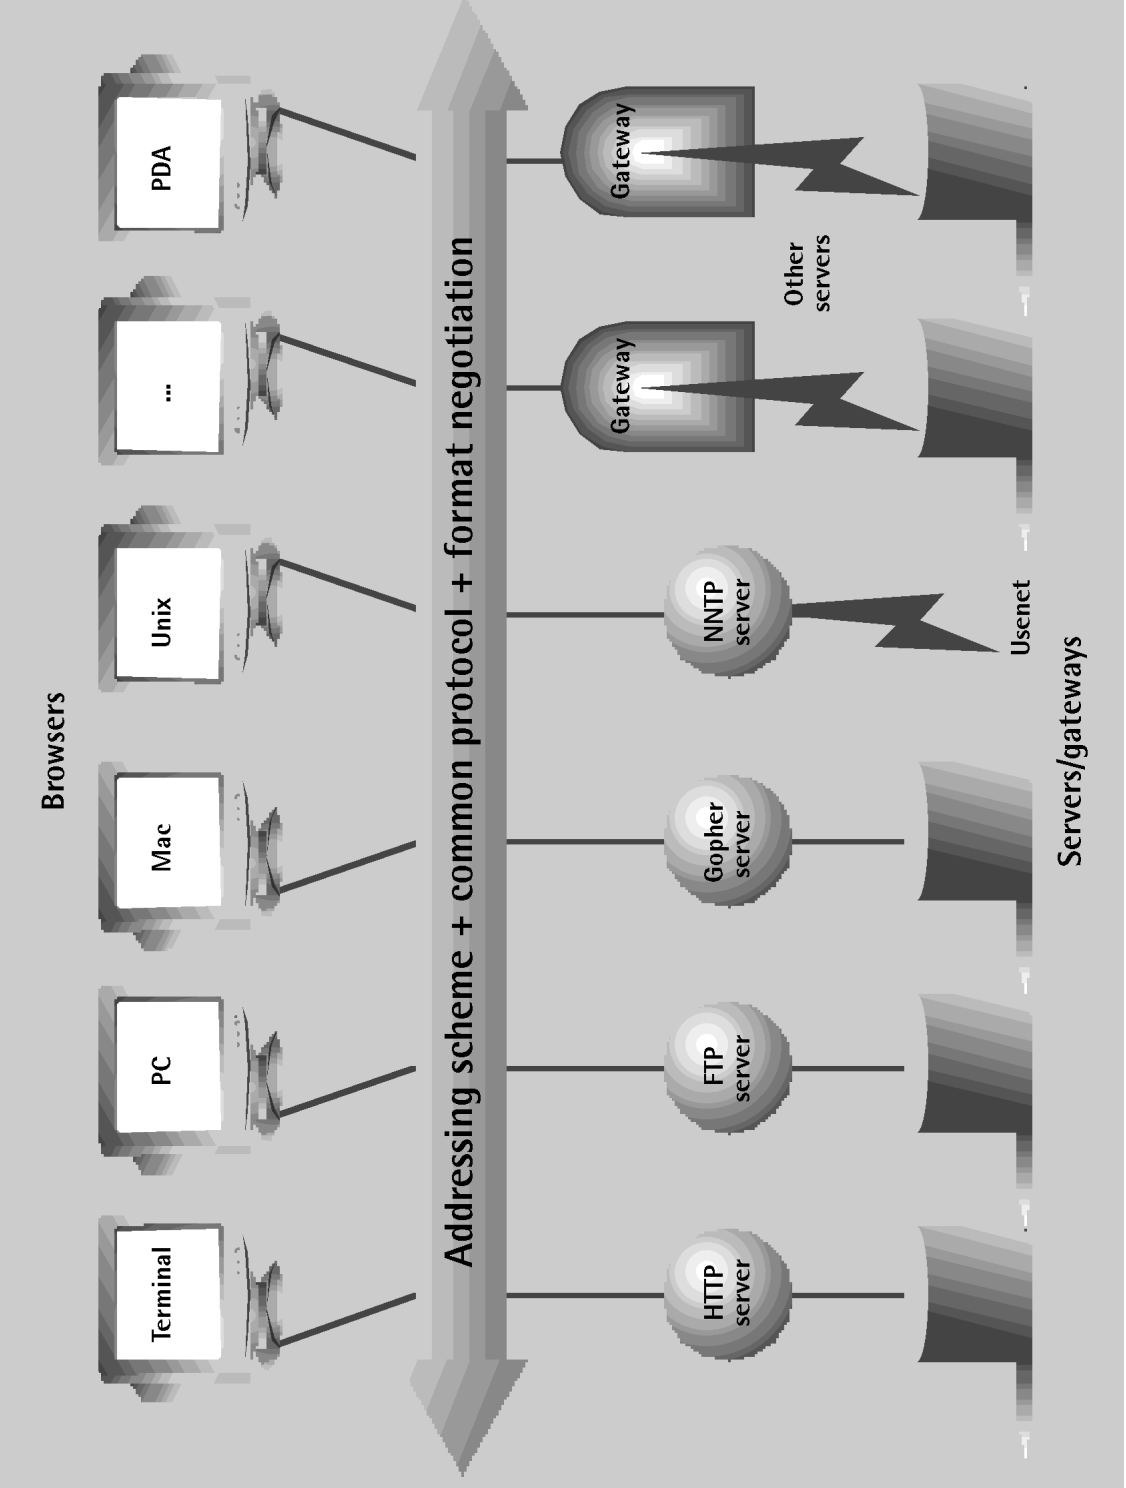 Browsers
Terminal
PC
Mac
Unix
...
PDA
Addressing scheme + common protocol + format negotiation
HTTP
server
FTP
server
Gopher
server
NNTP
server
Gateway
Gateway
Other
servers
Usenet
Servers/gateways